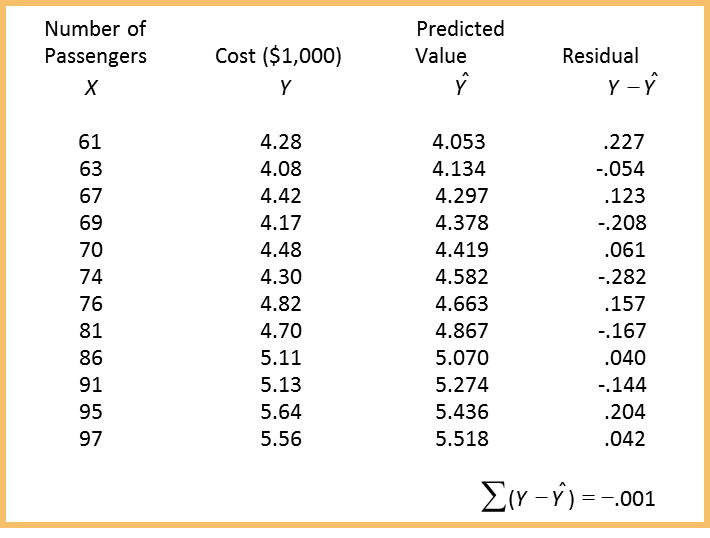 Number of Predicted
Passengers Cost ($1,000) Value Residual
X Y Ŷ Y – Ŷ
61 4.28 4.053 .227
63 4.08 4.134 -.054
67 4.42 4.297 .123
69 4.17 4.378 -.208
70 4.48 4.419 .061
74 4.30 4.582 -.282
76 4.82 4.663 .157
81 4.70 4.867 -.167
86 5.11 5.070 .040
91 5.13 5.274 -.144
95 5.64 5.436 .204
97 5.56 5.518 .042
∑(Y – Ŷ) = –.001